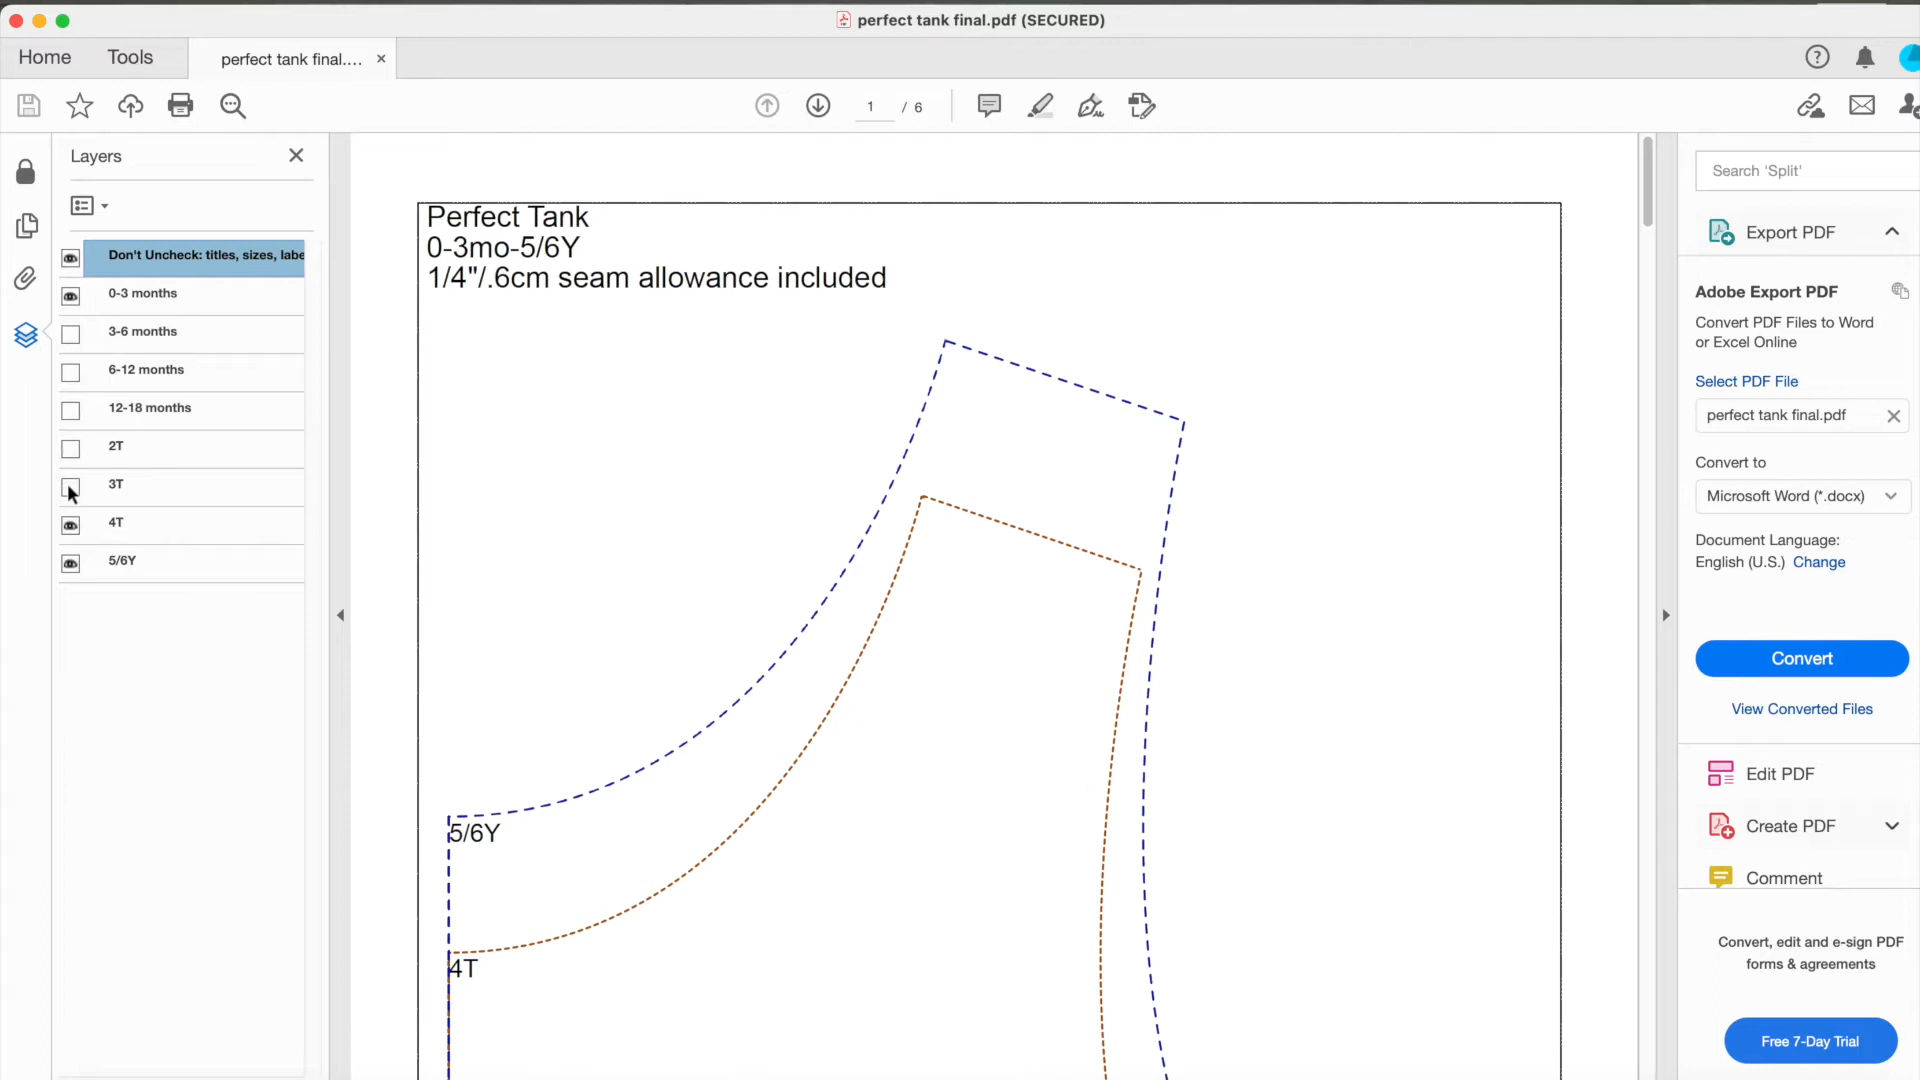 perfect tank final.pdf (SECURED)
Home
Tools
perfect tank final....
1 / 6
Layers
Don't Uncheck: titles, sizes, labe
0-3 months
3-6 months
6-12 months
12-18 months
2T
3T
4T
5/6Y
Perfect Tank
0-3mo-5/6Y
1/4"/.6cm seam allowance included
5/6Y
4T
Search 'Split'
Export PDF
Adobe Export PDF
Convert PDF Files to Word
or Excel Online
Select PDF File
perfect tank final.pdf
Convert to
Microsoft Word (*.docx)
Document Language:
English (U.S.) Change
Convert
View Converted Files
Edit PDF
Create PDF
Comment
Convert, edit and e-sign PDF
forms & agreements
Free 7-Day Trial